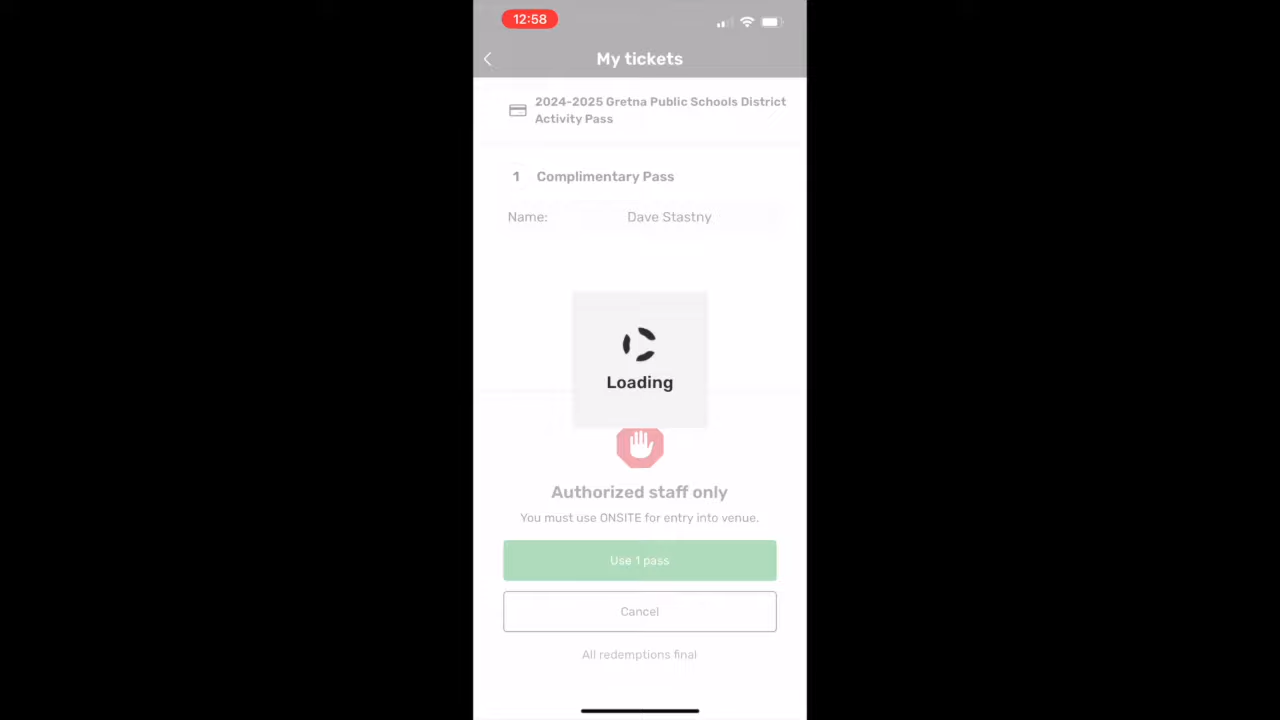 12:58
My tickets
2024-2025 Gretna Public Schools District
Activity Pass
1 Complimentary Pass
Name: Dave Stastny
Loading
Authorized staff only
You must use ONSITE for entry into venue.
Use 1 pass
Cancel
All redemptions final